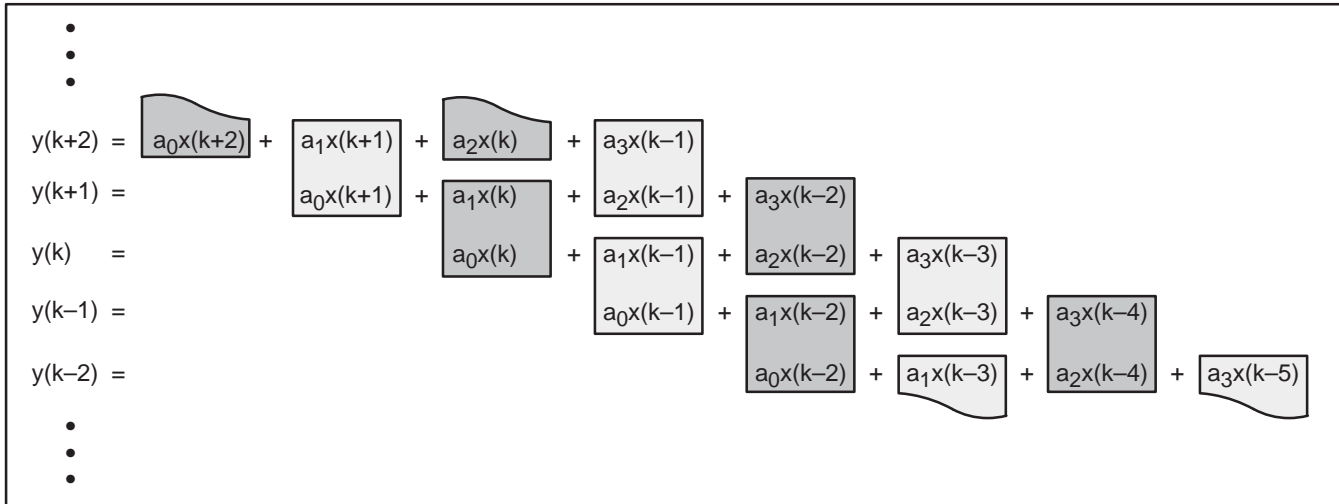 y(k+2) = a₀x(k+2) + a₁x(k+1) + a₂x(k) + a₃x(k–1)
y(k+1) = a₀x(k+1) + a₁x(k) + a₂x(k–1) + a₃x(k–2)
y(k) = a₀x(k) + a₁x(k–1) + a₂x(k–2) + a₃x(k–3)
y(k–1) = a₀x(k–1) + a₁x(k–2) + a₂x(k–3) + a₃x(k–4)
y(k–2) = a₀x(k–2) + a₁x(k–3) + a₂x(k–4) + a₃x(k–5)